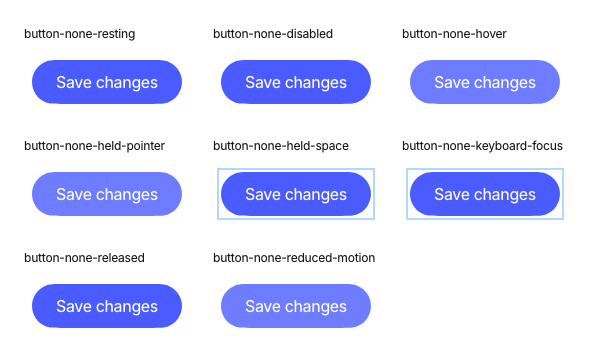 button-none-resting
button-none-disabled
button-none-hover
Save changes
Save changes
Save changes
button-none-held-pointer
button-none-held-space
button-none-keyboard-focus
Save changes
Save changes
Save changes
button-none-released
button-none-reduced-motion
Save changes
Save changes